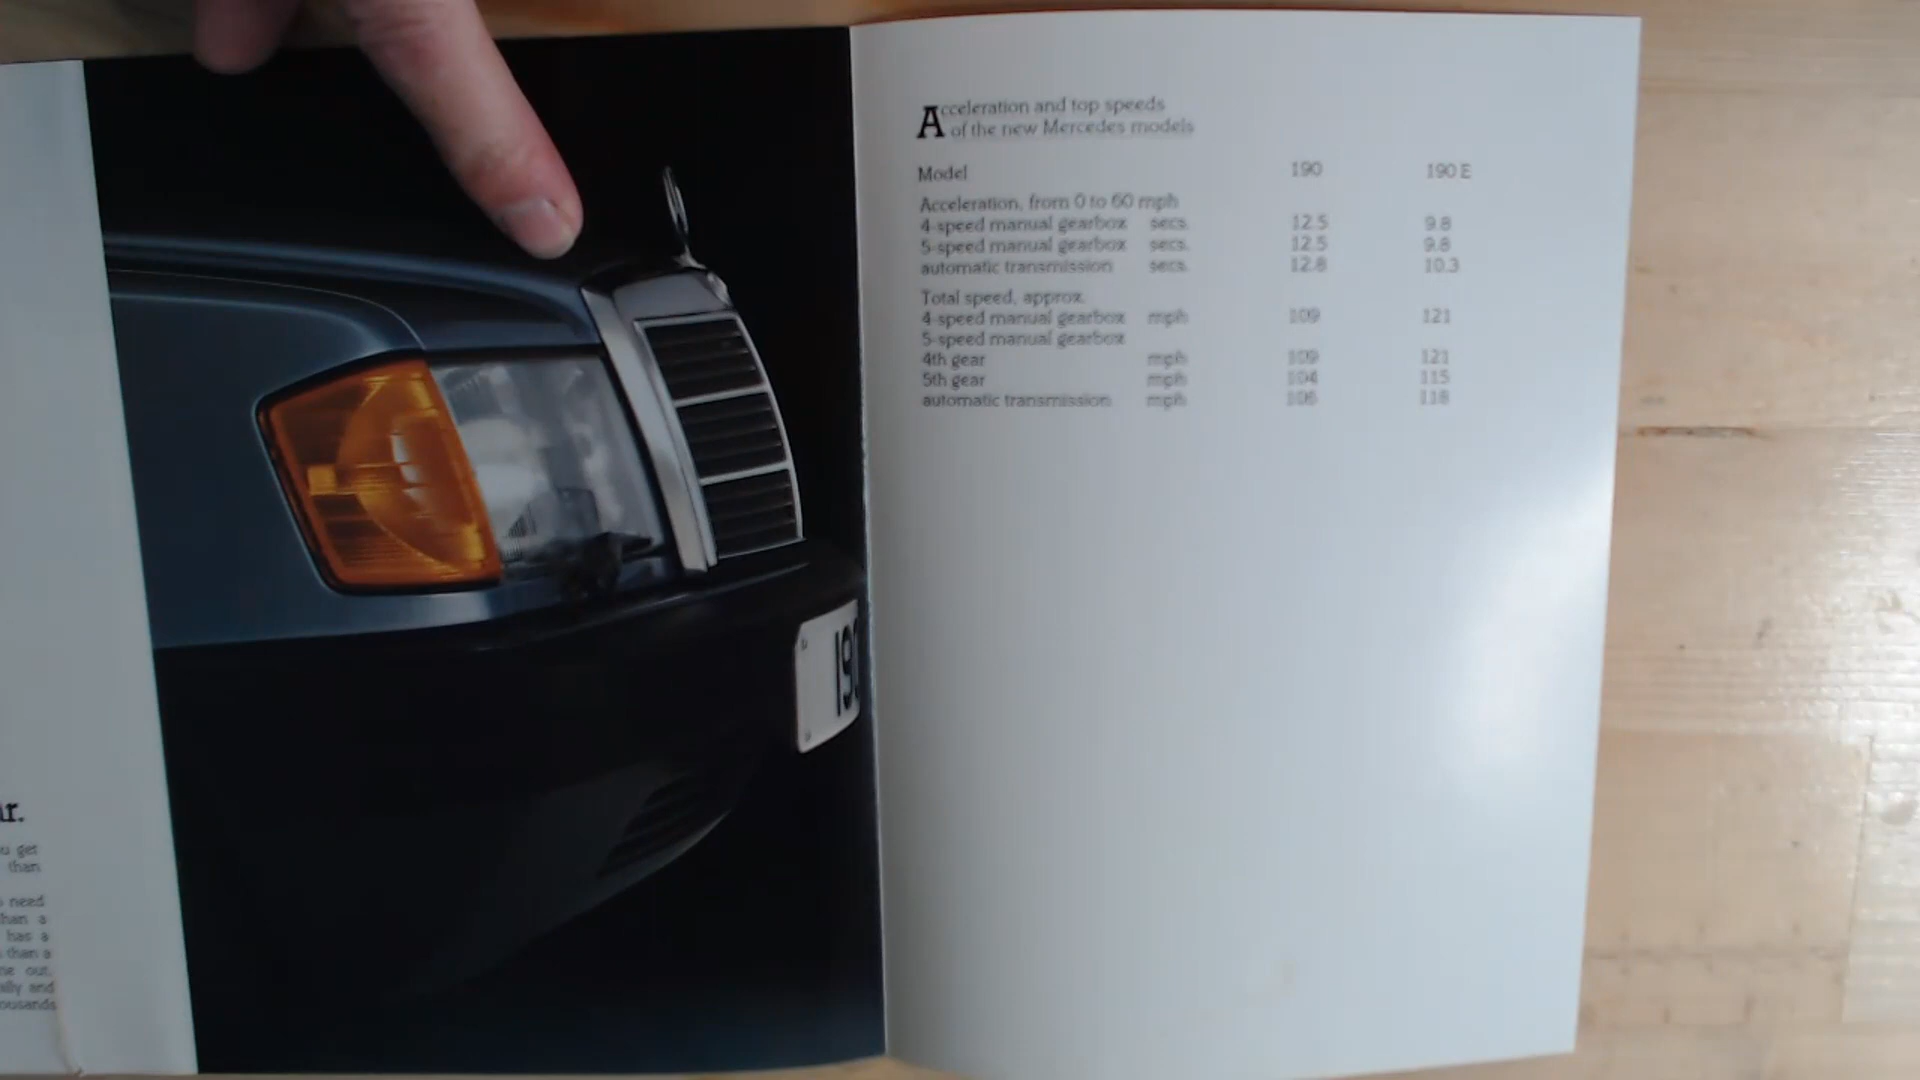 ur.
u get
than
need
than a
has a
than a
out,
ally and
ousands
190
Acceleration and top speeds
of the new Mercedes models
Model 190 190 E
Acceleration, from 0 to 60 mph
4-speed manual gearbox secs. 12.5 9.8
5-speed manual gearbox secs. 12.5 9.8
automatic transmission secs. 12.8 10.3
Total speed, approx.
4-speed manual gearbox mph 109 121
5-speed manual gearbox
4th gear mph 109 121
5th gear mph 104 115
automatic transmission mph 106 118